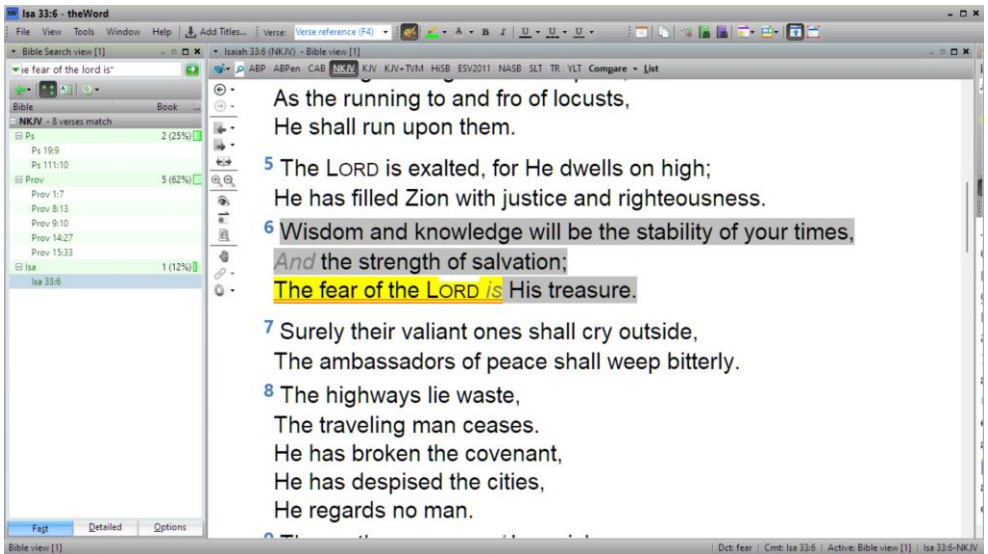 Isa 33:6 - theWord
File View Tools Window Help Add Titles... Verse: Verse reference (F4) A B I U U U
Bible Search view [1]
Isaiah 33:6 (NKJV) - Bible view [1]
ie fear of the lord is"
ABP ABPen CAB NKJV KJV KJV+TVM HiSB ESV2011 NASB SLT TR YLT Compare List
Bible Book ...
NKJV - 8 verses match
Ps 2 (25%)
Ps 19:9
Ps 111:10
Prov 5 (62%)
Prov 1:7
Prov 8:13
Prov 9:10
Prov 14:27
Prov 15:33
Isa 1 (12%)
Isa 33:6
Fast Detailed Options
As the running to and fro of locusts,
He shall run upon them.
5 The LORD is exalted, for He dwells on high;
He has filled Zion with justice and righteousness.
6 Wisdom and knowledge will be the stability of your times,
And the strength of salvation;
The fear of the LORD is His treasure.
7 Surely their valiant ones shall cry outside,
The ambassadors of peace shall weep bitterly.
8 The highways lie waste,
The traveling man ceases.
He has broken the covenant,
He has despised the cities,
He regards no man.
Bible view [1]
Dct: fear | Cmt: Isa 33:6 | Active: Bible view [1] | Isa 33:6-NKJV